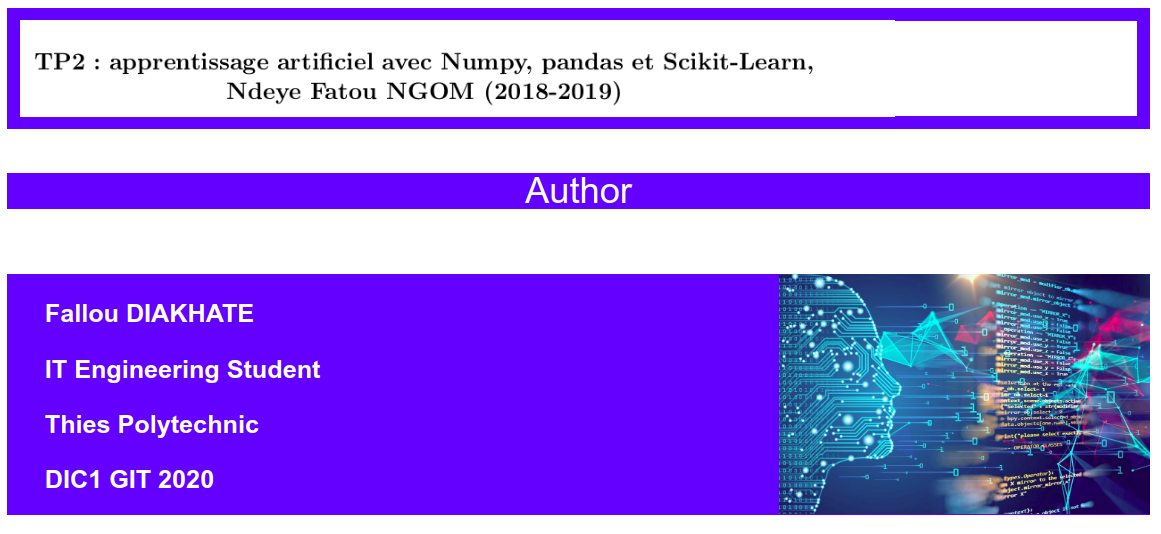 TP2 : apprentissage artificiel avec Numpy, pandas et Scikit-Learn,
Ndeye Fatou NGOM (2018-2019)
Author
Fallou DIAKHATE
IT Engineering Student
Thies Polytechnic
DIC1 GIT 2020